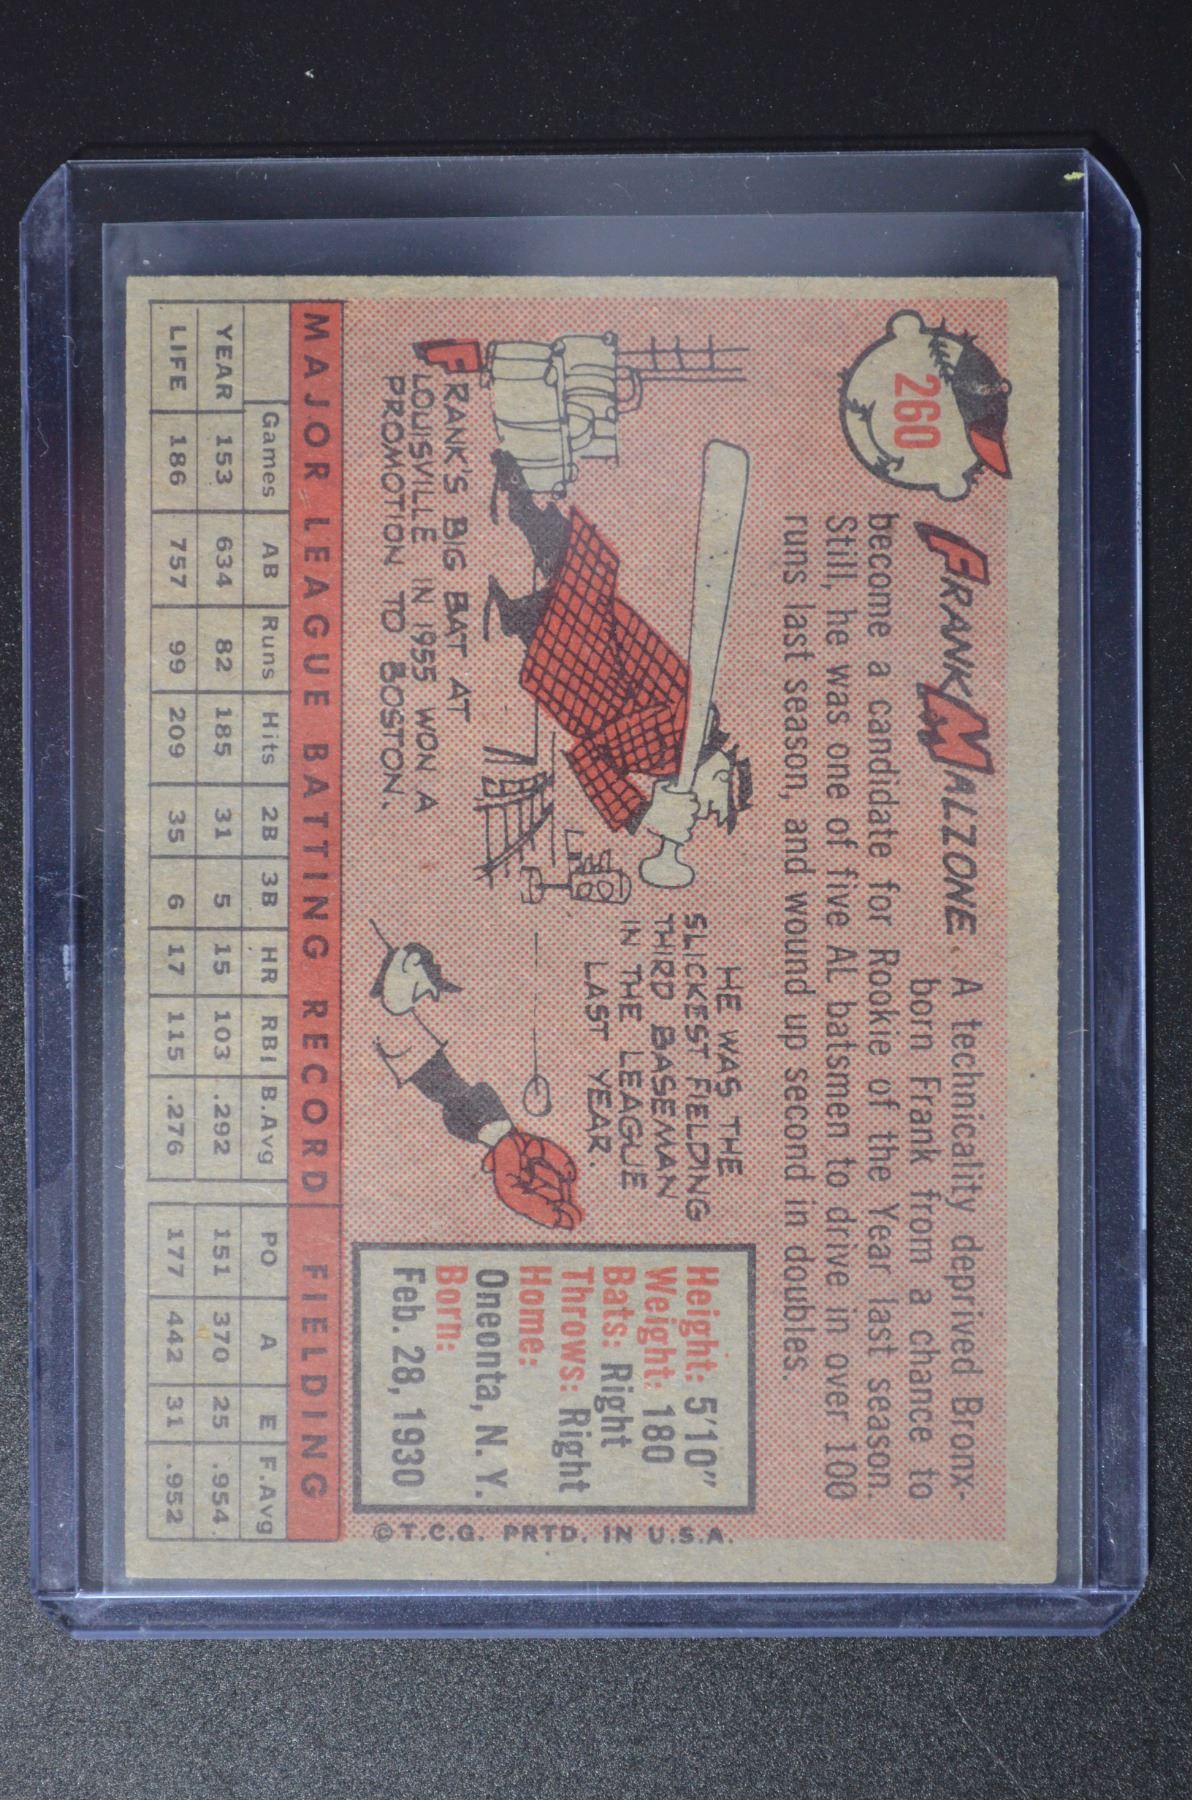 260
FRANK MALZONE. A technicality deprived Bronx-
born Frank from a chance to
become a candidate for Rookie of the Year last season.
Still, he was one of five AL batsmen to drive in over 100
runs last season, and wound up second in doubles.
FRANK'S BIG BAT AT
LOUISVILLE IN 1955 WON A
PROMOTION TO BOSTON.
HE WAS THE
SLICKEST FIELDING
THIRD BASEMAN
IN THE LEAGUE
LAST YEAR.
Height: 5'10"
Weight: 180
Bats: Right
Throws: Right
Home:
Oneonta, N. Y.
Born:
Feb. 28, 1930
© T.C.G. PRTD. IN U.S.A.
MAJOR LEAGUE BATTING RECORD FIELDING
Games AB Runs Hits 2B 3B HR RBI B.Avg PO A E F.Avg
YEAR 153 634 82 185 31 5 15 103 .292 151 370 25 .954
LIFE 186 757 99 209 35 6 17 115 .276 177 442 31 .952